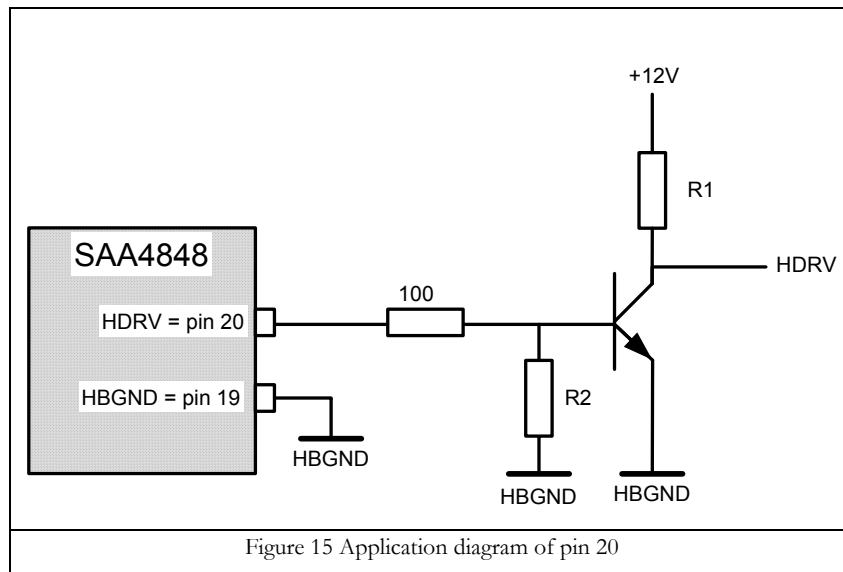 +12V
R1
SAA4848
HDRV
100
HDRV = pin 20
HBGND = pin 19
R2
HBGND
HBGND
HBGND
Figure 15 Application diagram of pin 20